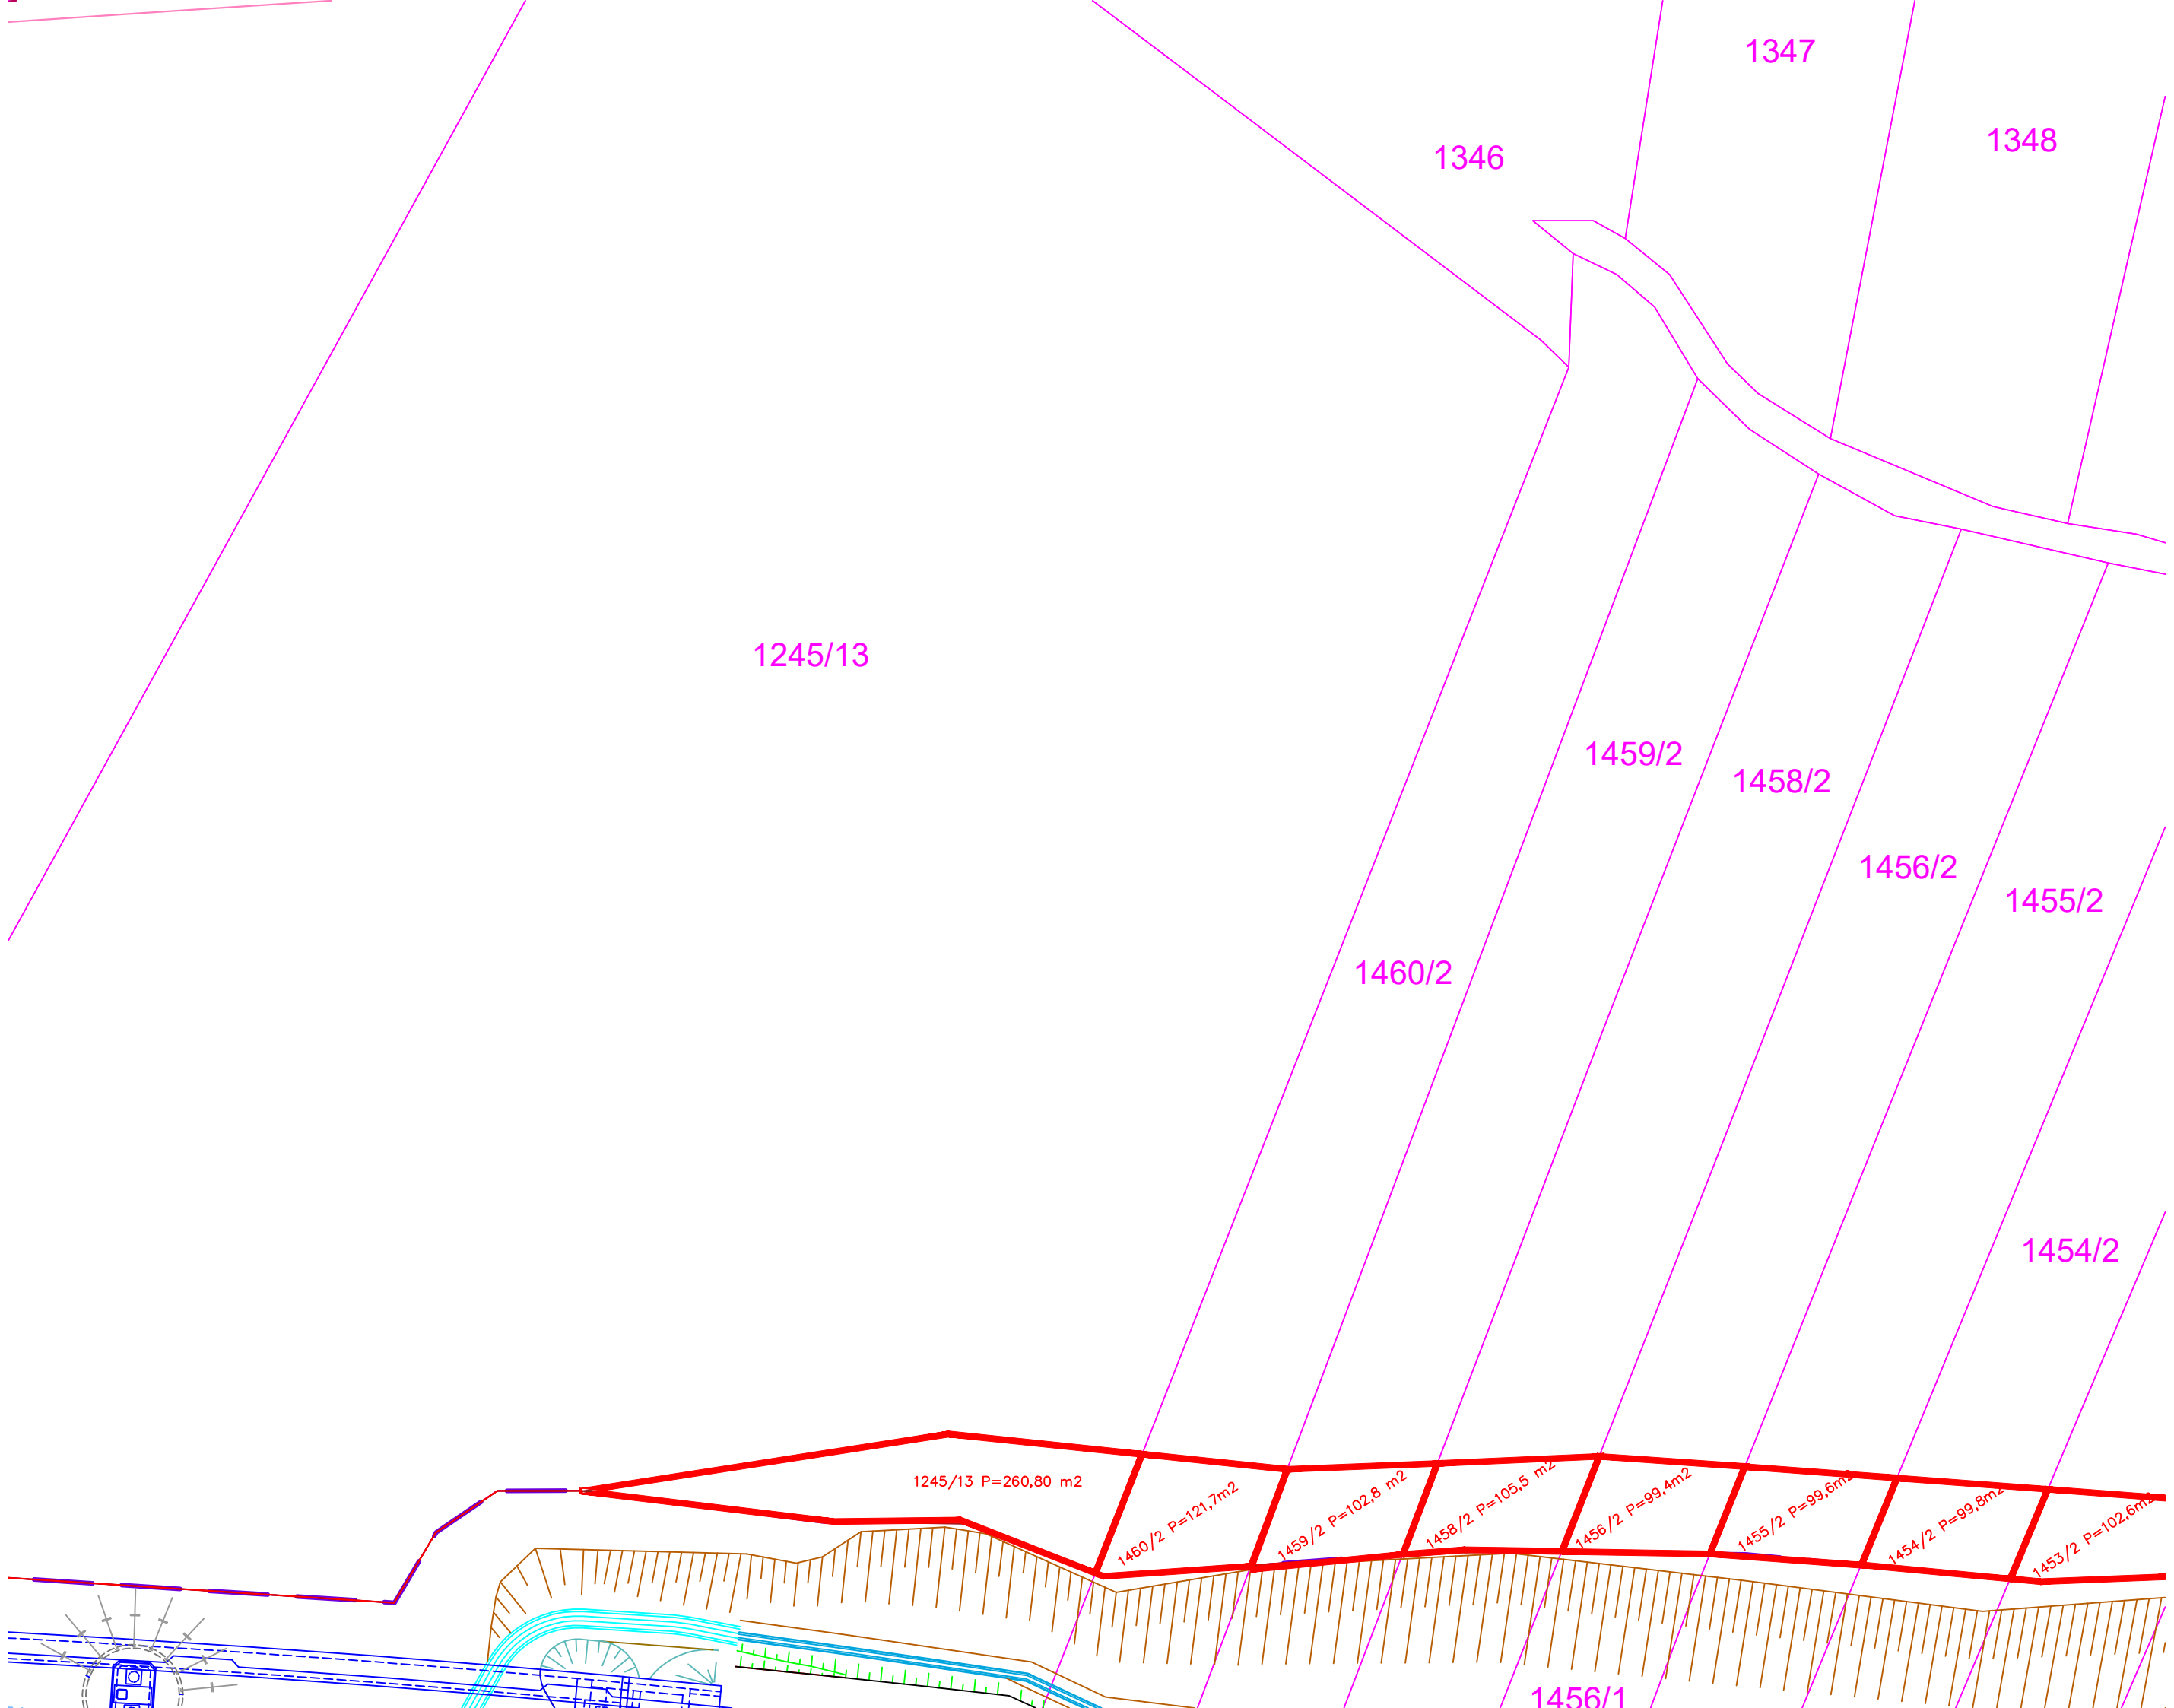 1347
1348
1346
1245/13
1459/2
1458/2
1456/2
1455/2
1460/2
1454/2
1245/13 P=260,80 m2
1460/2 P=121,7m2
1459/2 P=102,8 m2
1458/2 P=105,5 m2
1456/2 P=99,4m2
1455/2 P=99,6m2
1454/2 P=99,8m2
1453/2 P=102,6m2
1456/1